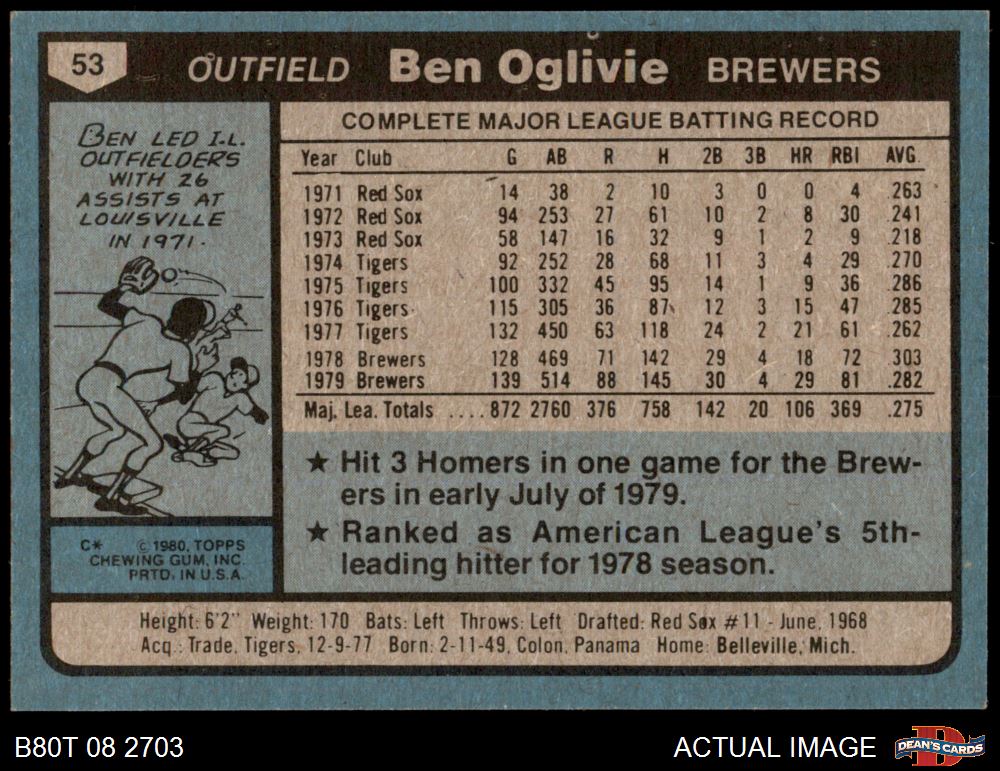 53 OUTFIELD Ben Oglivie BREWERS
BEN LED I.L.
OUTFIELDERS
WITH 26
ASSISTS AT
LOUISVILLE
IN 1971.
C* © 1980, TOPPS
CHEWING GUM, INC.
PRTD. IN U.S.A.
COMPLETE MAJOR LEAGUE BATTING RECORD
Year Club G AB R H 2B 3B HR RBI AVG.
1971 Red Sox 14 38 2 10 3 0 0 4 .263
1972 Red Sox 94 253 27 61 10 2 8 30 .241
1973 Red Sox 58 147 16 32 9 1 2 9 .218
1974 Tigers 92 252 28 68 11 3 4 29 .270
1975 Tigers 100 332 45 95 14 1 9 36 .286
1976 Tigers 115 305 36 87 12 3 15 47 .285
1977 Tigers 132 450 63 118 24 2 21 61 .262
1978 Brewers 128 469 71 142 29 4 18 72 .303
1979 Brewers 139 514 88 145 30 4 29 81 .282
Maj. Lea. Totals ....872 2760 376 758 142 20 106 369 .275
★ Hit 3 Homers in one game for the Brew-
ers in early July of 1979.
★ Ranked as American League's 5th-
leading hitter for 1978 season.
Height: 6'2" Weight: 170 Bats: Left Throws: Left Drafted: Red Sox #11 - June, 1968
Acq.: Trade, Tigers, 12-9-77 Born: 2-11-49, Colon, Panama Home: Belleville, Mich.
B80T 08 2703 ACTUAL IMAGE D DEAN'S CARDS